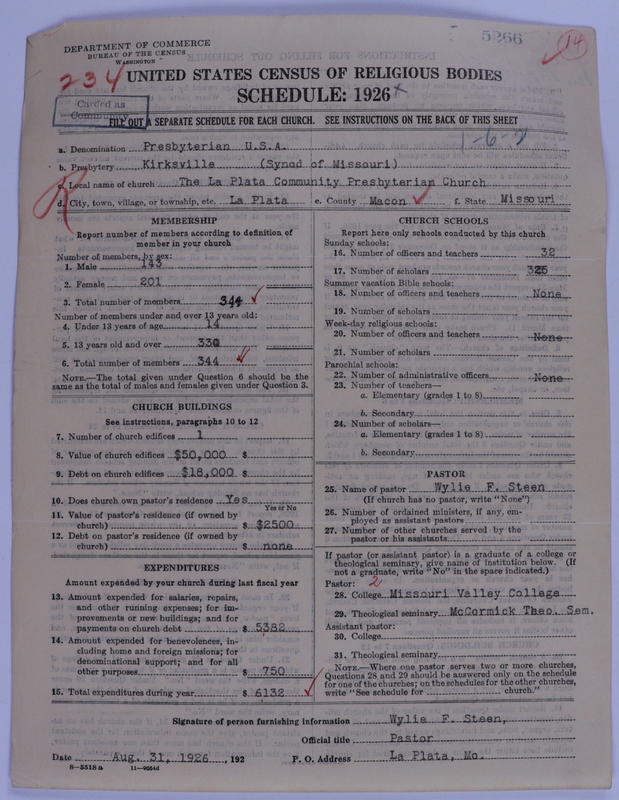 DEPARTMENT OF COMMERCE
BUREAU OF THE CENSUS
WASHINGTON
5266
14
234
UNITED STATES CENSUS OF RELIGIOUS BODIES
SCHEDULE: 1926
Carded as
Community
FILL OUT A SEPARATE SCHEDULE FOR EACH CHURCH. SEE INSTRUCTIONS ON THE BACK OF THIS SHEET
1-6-2
a. Denomination Presbyterian U.S.A.
b. Presbytery Kirksville (Synod of Missouri)
c. Local name of church The La Plata Community Presbyterian Church
d. City, town, village, or township, etc. La Plata e. County Macon f. State Missouri
MEMBERSHIP
Report number of members according to definition of
member in your church
Number of members, by sex:
1. Male 143
2. Female 201
3. Total number of members 344
Number of members under and over 13 years old:
4. Under 13 years of age 14
5. 13 years old and over 330
6. Total number of members 344
NOTE.—The total given under Question 6 should be the
same as the total of males and females given under Question 3.
CHURCH BUILDINGS
See instructions, paragraphs 10 to 12
7. Number of church edifices 1
8. Value of church edifices $50,000 $
9. Debt on church edifices $18,000 $
10. Does church own pastor's residence Yes
Yes or No
11. Value of pastor's residence (if owned by
church) $ $2500
12. Debt on pastor's residence (if owned by
church) $ none
EXPENDITURES
Amount expended by your church during last fiscal year
13. Amount expended for salaries, repairs,
and other running expenses; for im-
provements or new buildings; and for
payments on church debt $ 5382
14. Amount expended for benevolences, in-
cluding home and foreign missions; for
denominational support; and for all
other purposes $ 750
15. Total expenditures during year $ 6132
CHURCH SCHOOLS
Report here only schools conducted by this church
Sunday schools:
16. Number of officers and teachers 32
17. Number of scholars 325
Summer vacation Bible schools:
18. Number of officers and teachers None
19. Number of scholars
Week-day religious schools:
20. Number of officers and teachers None
21. Number of scholars
Parochial schools:
22. Number of administrative officers None
23. Number of teachers—
a. Elementary (grades 1 to 8)
b. Secondary
24. Number of scholars—
a. Elementary (grades 1 to 8)
b. Secondary
PASTOR
25. Name of pastor Wylie F. Steen
(If church has no pastor, write "None")
26. Number of ordained ministers, if any, em-
ployed as assistant pastors
27. Number of other churches served by the
pastor or his assistants
If pastor (or assistant pastor) is a graduate of a college or
theological seminary, give name of institution below. (If
not a graduate, write "No" in the space indicated.)
Pastor: 2
28. College Missouri Valley College
29. Theological seminary McCormick Theo. Sem.
Assistant pastor:
30. College
31. Theological seminary
NOTE.—Where one pastor serves two or more churches,
Questions 28 and 29 should be answered only on the schedule
for one of the churches; on the schedules for the other churches,
write "See schedule for church."
Signature of person furnishing information Wylie F. Steen,
Official title Pastor
Date Aug. 31, 1926, 192 P. O. Address La Plata, Mo.
8—5518a 11—9564d